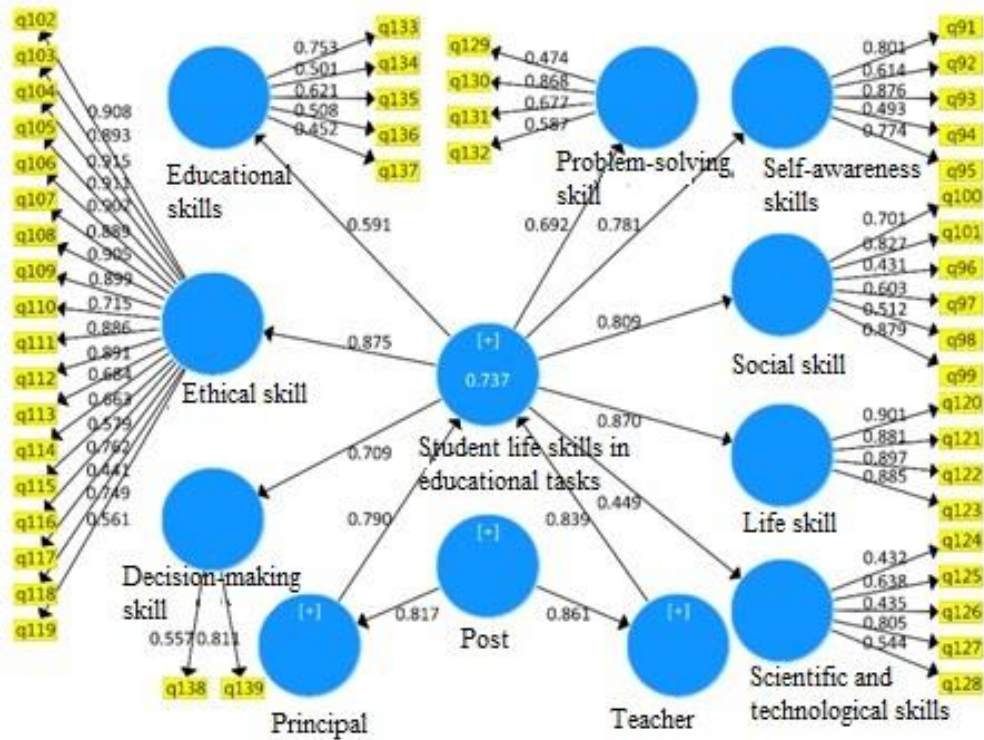 q102
q103
q104
q105
q106
q107
q108
q109
q110
q111
q112
q113
q114
q115
q116
q117
q118
q119
0.908
0.893
0.915
0.911
0.907
0.889
0.905
0.899
0.715
0.886
0.891
0.684
0.663
0.579
0.762
0.441
0.749
0.561
Ethical skill
0.875
q133
q134
q135
q136
q137
0.753
0.501
0.621
0.508
0.452
Educational
skills
0.591
q129
q130
q131
q132
0.474
0.868
0.677
0.587
Problem-solving
skill
0.692
q91
q92
q93
q94
q95
0.801
0.614
0.876
0.493
0.774
Self-awareness
skills
0.781
q100
q101
q96
q97
q98
q99
0.701
0.827
0.431
0.603
0.512
0.879
Social skill
0.809
[+]
0.737
Student life skills in
educational tasks
q120
q121
q122
q123
0.901
0.881
0.897
0.885
Life skill
0.870
q124
q125
q126
q127
q128
0.432
0.638
0.435
0.805
0.544
Scientific and
technological skills
0.449
0.709
Decision-making
skill
0.557
0.811
q138
q139
0.790
0.839
[+]
Post
0.817
0.861
[+]
Principal
[+]
Teacher